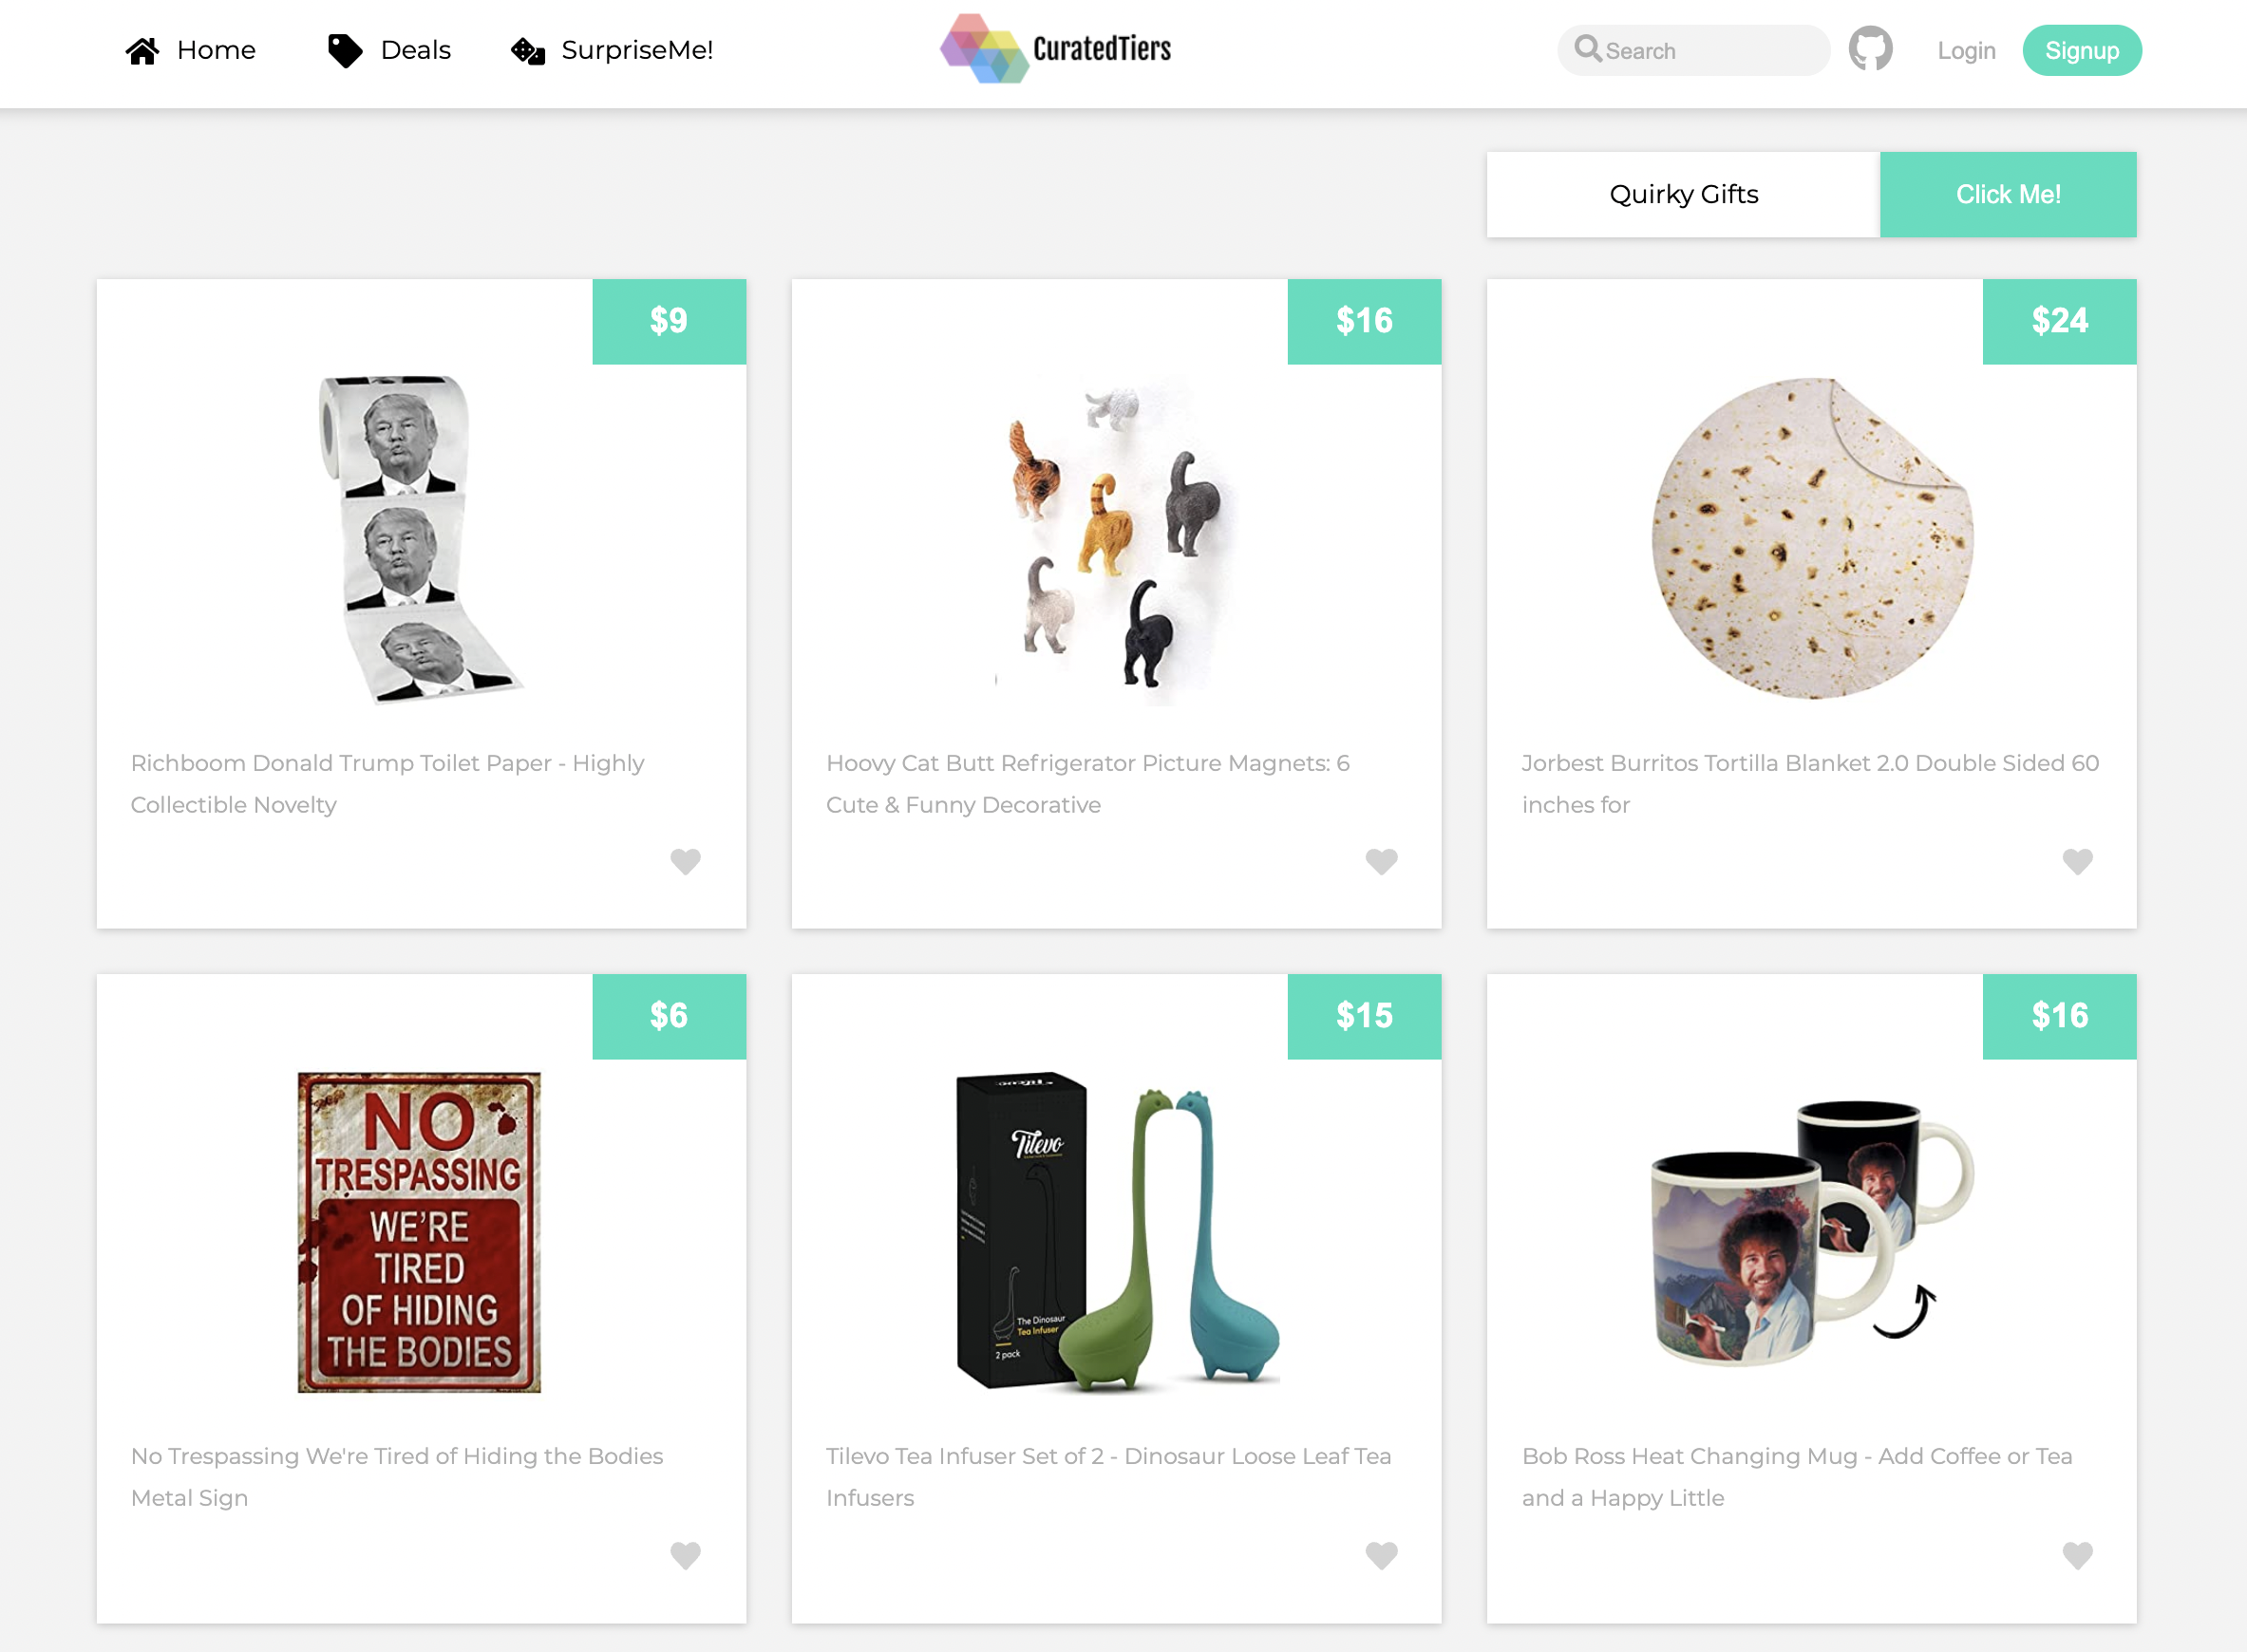 Home
Deals
SurpriseMe!
CuratedTiers
Search
Login
Signup
Quirky Gifts
Click Me!
$9
$16
$24
Richboom Donald Trump Toilet Paper - Highly
Collectible Novelty
Hoovy Cat Butt Refrigerator Picture Magnets: 6
Cute & Funny Decorative
Jorbest Burritos Tortilla Blanket 2.0 Double Sided 60
inches for
$6
$15
$16
NO
TRESPASSING
WE'RE
TIRED
OF HIDING
THE BODIES
Tilevo
The Dinosaur
Tea Infuser
2 pack
No Trespassing We're Tired of Hiding the Bodies
Metal Sign
Tilevo Tea Infuser Set of 2 - Dinosaur Loose Leaf Tea
Infusers
Bob Ross Heat Changing Mug - Add Coffee or Tea
and a Happy Little